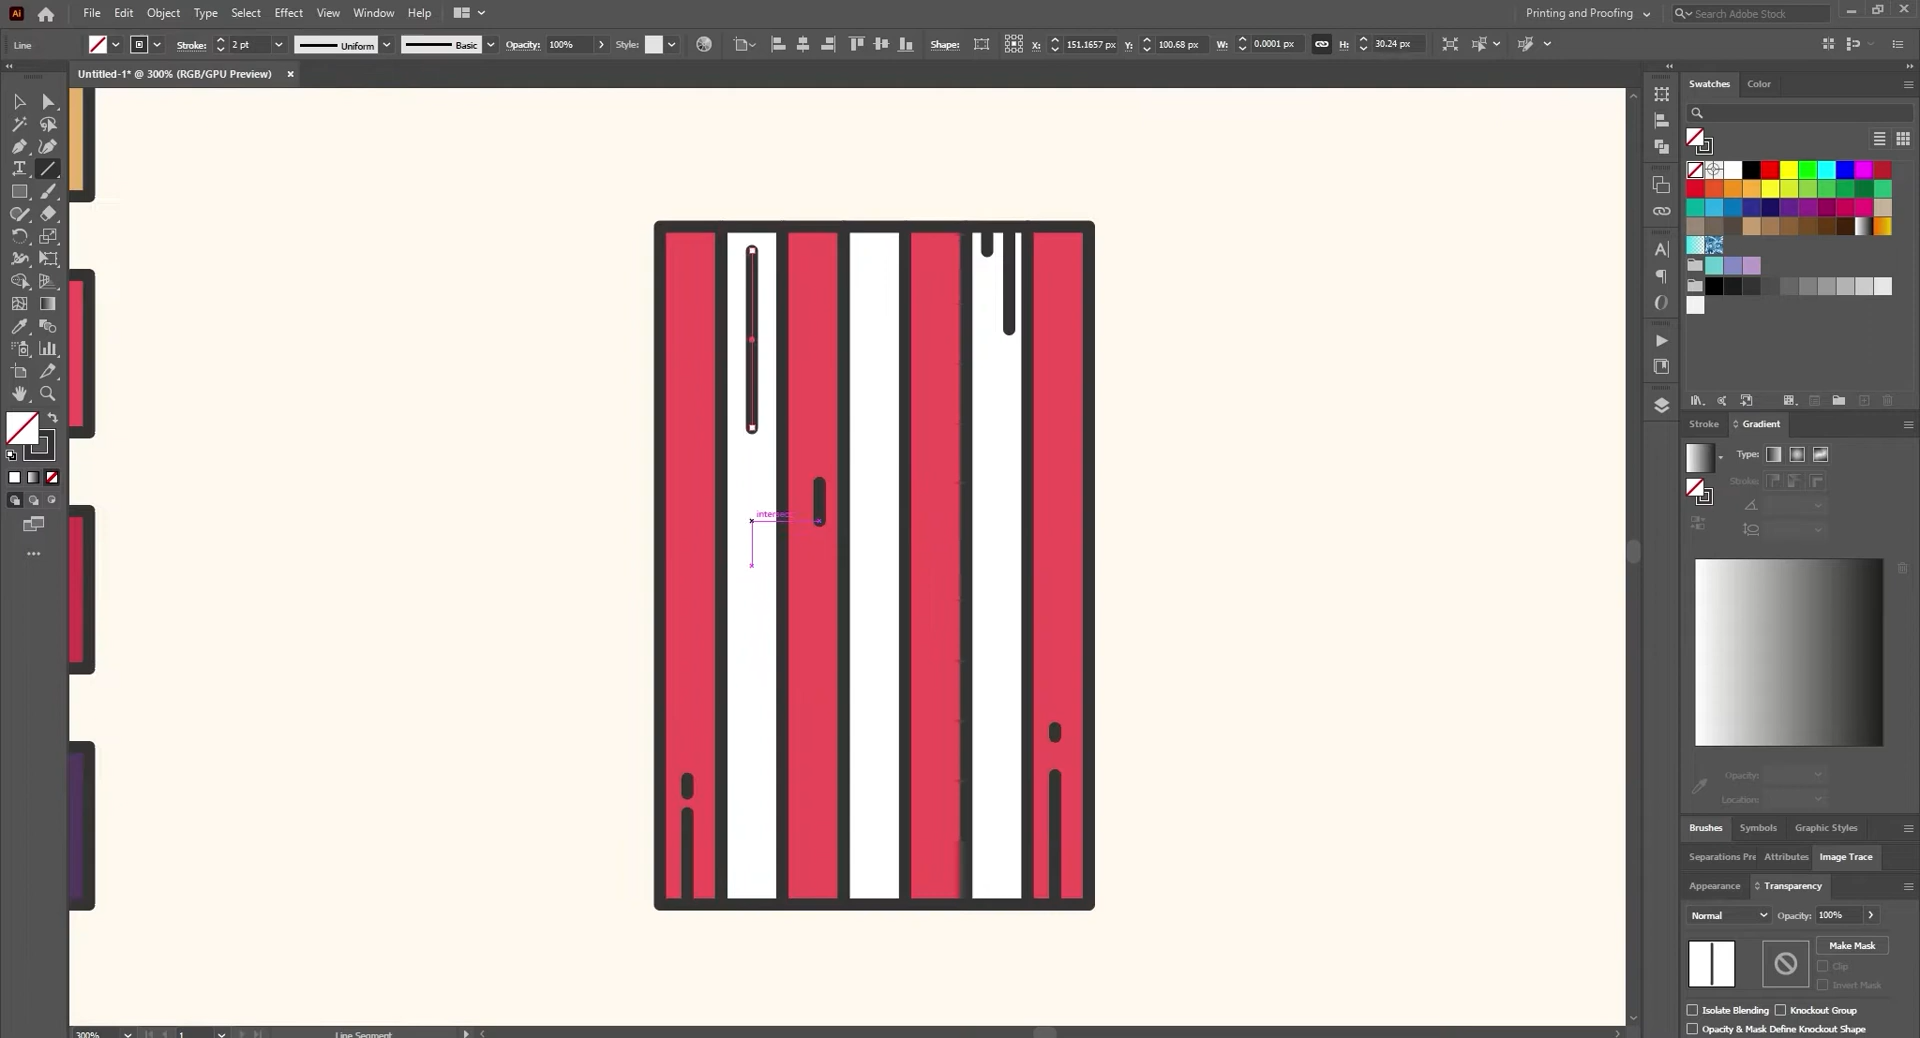 Ai File Edit Object Type Select Effect View Window Help Printing and Proofing Search Adobe Stock
Line Stroke: 2 pt Uniform Basic Opacity: 100% Style: Shape: X: 151.1657 px Y: 100.68 px W: 0.0001 px H: 30.24 px
Untitled-1* @ 300% (RGB/GPU Preview)
Swatches Color
Stroke Gradient
Type:
Stroke:
Opacity:
Location:
Brushes Symbols Graphic Styles
Separations Pre Attributes Image Trace
Appearance Transparency
Normal Opacity: 100%
Make Mask
Clip
Invert Mask
Isolate Blending Knockout Group
Opacity & Mask Define Knockout Shape
300% 1 Line Segment